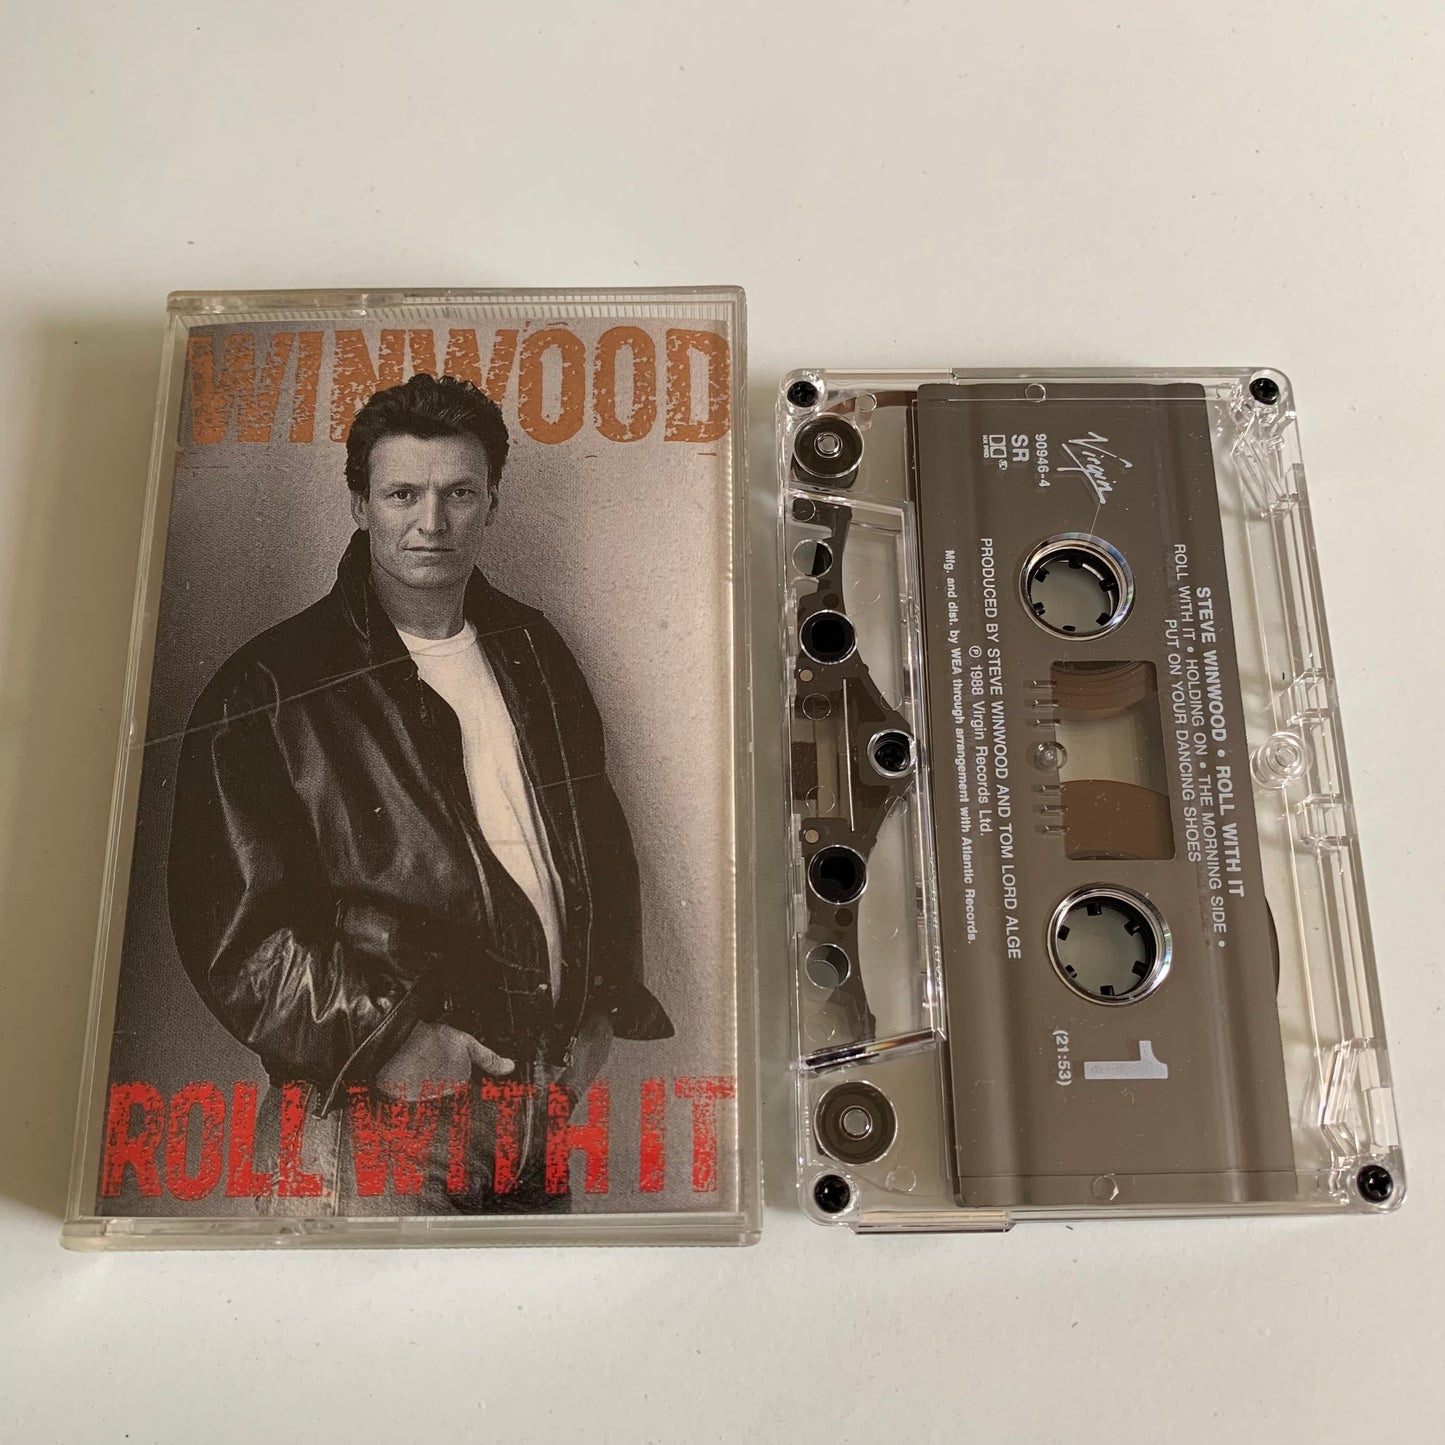 WINWOOD
ROLL WITH IT
STEVE WINWOOD • ROLL WITH IT
ROLL WITH IT • HOLDING ON • THE MORNING SIDE •
PUT ON YOUR DANCING SHOES
Virgin
90946-4
SR
1
(21:53)
PRODUCED BY STEVE WINWOOD AND TOM LORD ALGE
℗ 1988 Virgin Records Ltd.
Mfg. and dist. by WEA through arrangement with Atlantic Records.